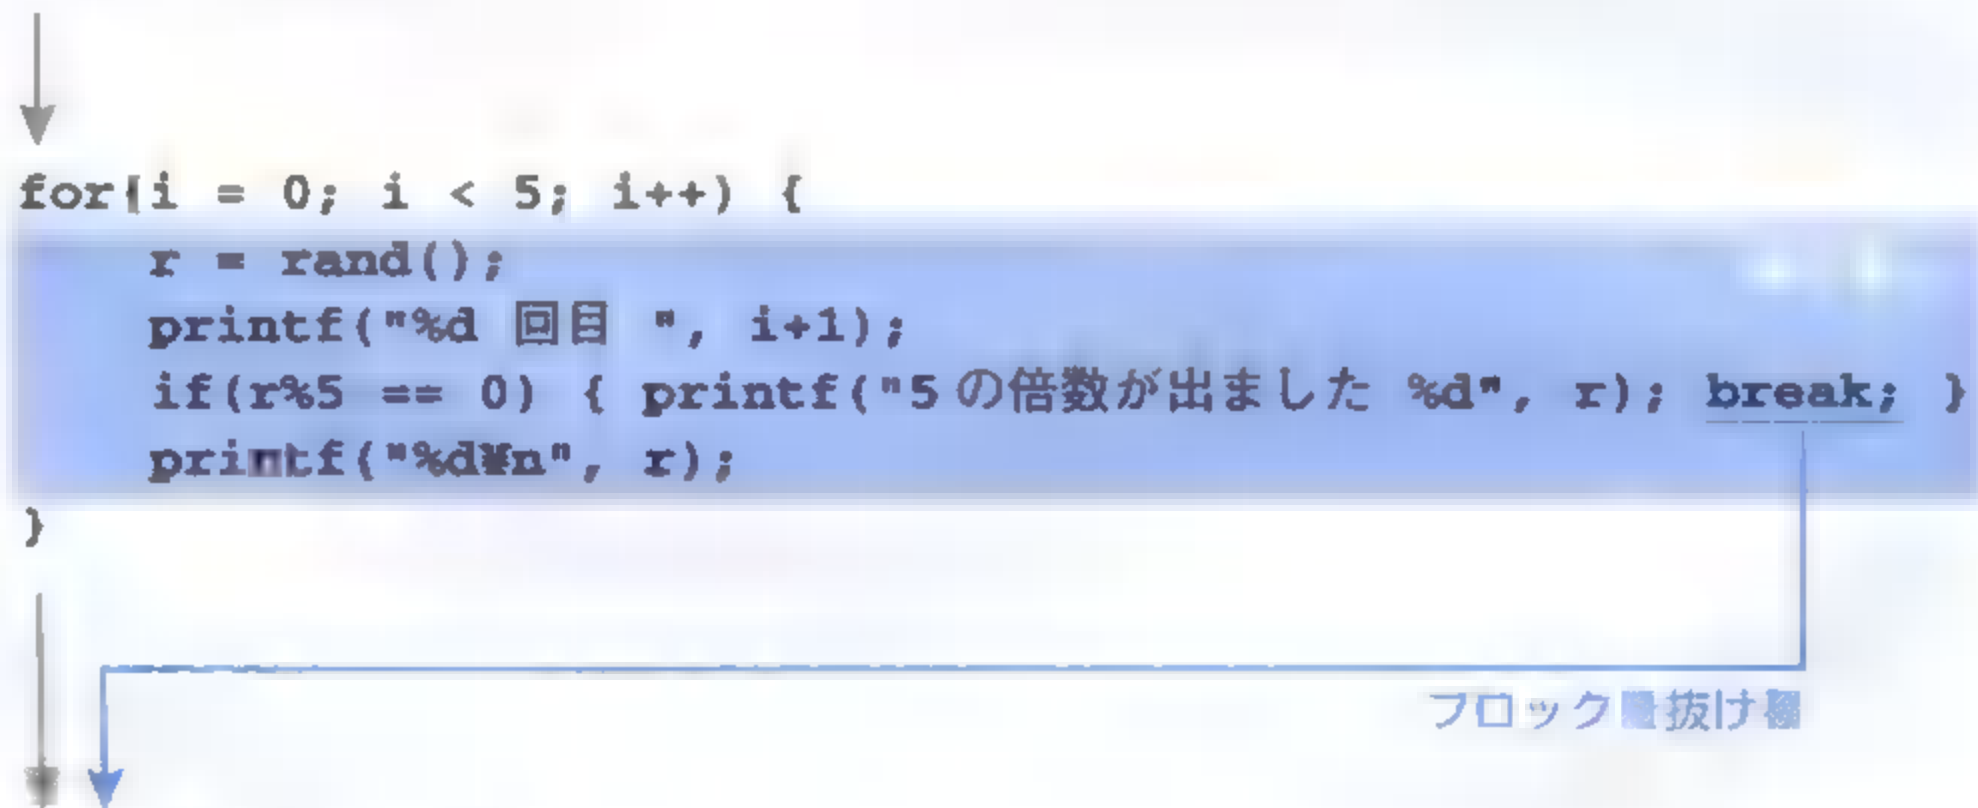 for(i = 0; i < 5; i++) {
r = rand();
printf("%d 回目 ", i+1);
if(r%5 == 0) { printf("5の倍数が出ました %d", r); break; }
printf("%d¥n", r);
}
ブロック 抜け